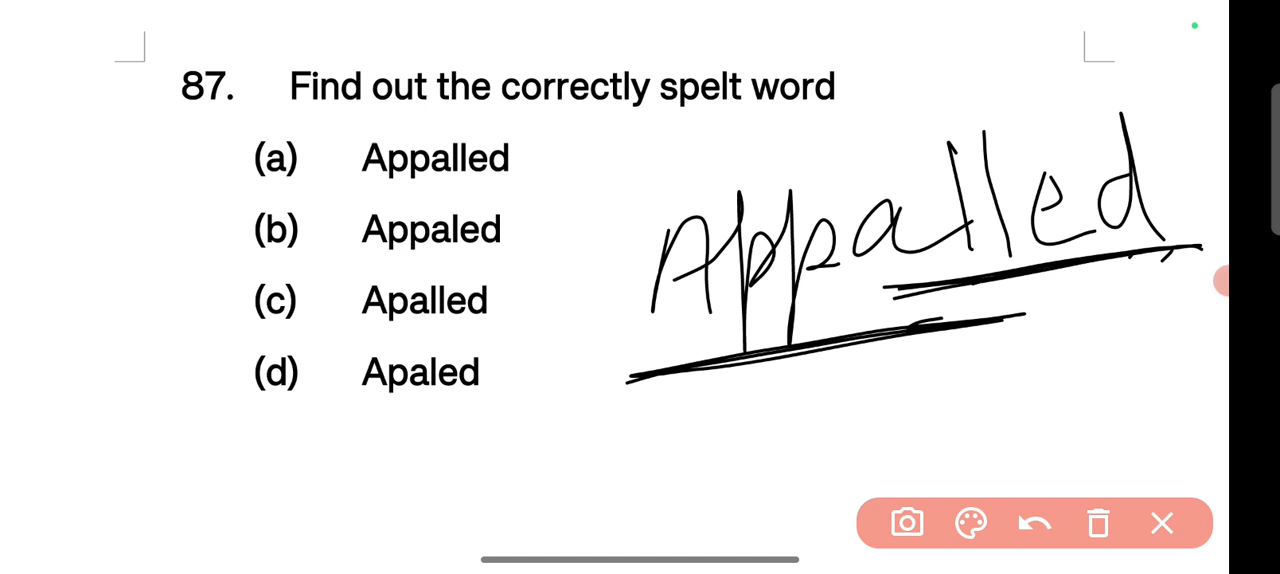 87. Find out the correctly spelt word
(a) Appalled
(b) Appaled
(c) Apalled
(d) Apaled
Appalled